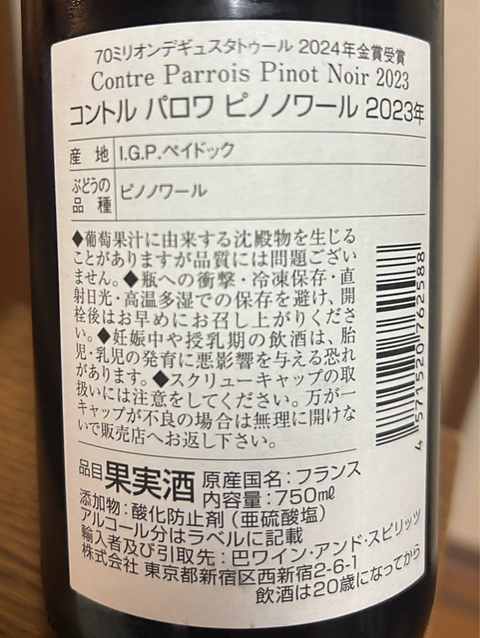 70ミリオンデギュスタトゥール 2024年金賞受賞
Contre Parrois Pinot Noir 2023
コントル パロワ ピノノワール 2023年
産 地 I.G.P.ペイドック
ぶどうの
品 種 ピノノワール
◆葡萄果汁に由来する沈殿物を生じる
ことがありますが品質には問題ござい
ません。◆瓶への衝撃・冷凍保存・直
射日光・高温多湿での保存を避け、開
栓後はお早めにお召し上がりくださ
い。◆妊娠中や授乳期の飲酒は、胎
児・乳児の発育に悪影響を与える恐れ
があります。◆スクリューキャップの取
扱いには注意をしてください。万が一
キャップが不良の場合は無理に開けな
いで販売店へお返し下さい。
4 571520 762588
品目 果実酒 原産国名：フランス
内容量：750㎖
添加物：酸化防止剤（亜硫酸塩）
アルコール分はラベルに記載
輸入者及び引取先：巴ワイン・アンド・スピリッツ
株式会社 東京都新宿区西新宿2-6-1
飲酒は20歳になってから